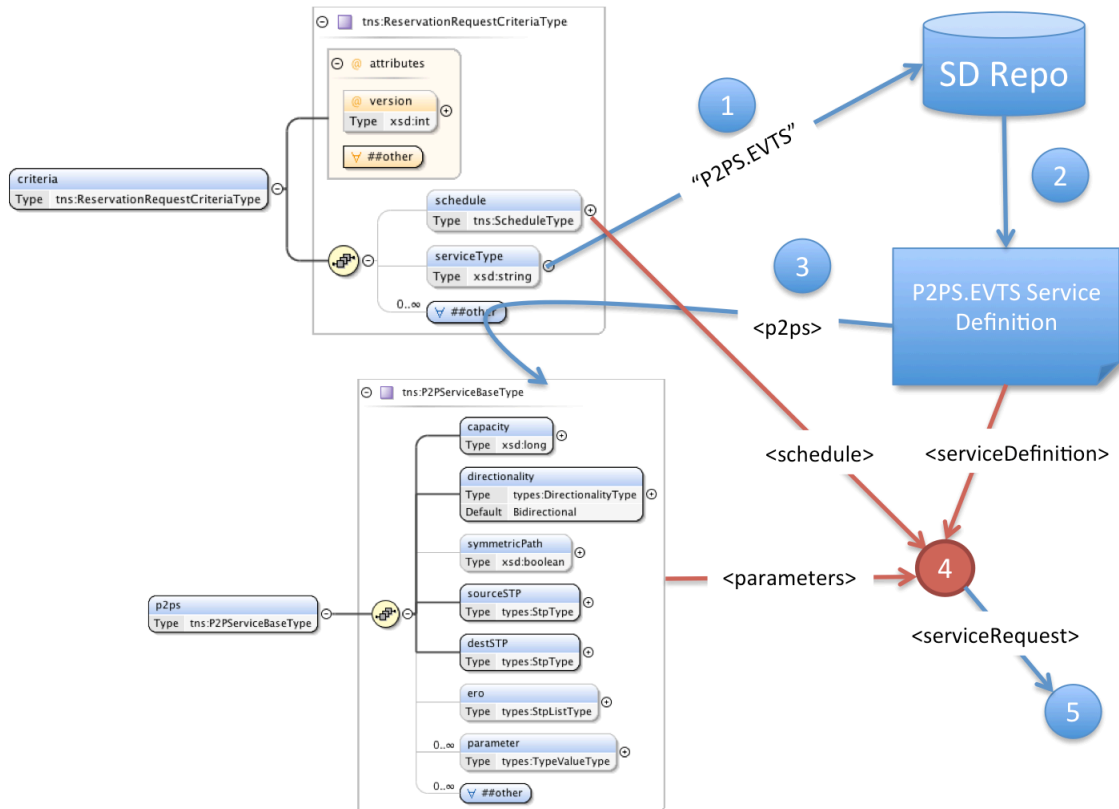 tns:ReservationRequestCriteriaType
@ attributes
@ version
Type xsd:int
##other
criteria
Type tns:ReservationRequestCriteriaType
schedule
Type tns:ScheduleType
serviceType
Type xsd:string
0..∞
##other
1
“P2PS.EVTS”
SD Repo
2
3
P2PS.EVTS Service
Definition
<p2ps>
tns:P2PServiceBaseType
capacity
Type xsd:long
directionality
Type types:DirectionalityType
Default Bidirectional
symmetricPath
Type xsd:boolean
sourceSTP
Type types:StpType
p2ps
Type tns:P2PServiceBaseType
destSTP
Type types:StpType
ero
Type types:StpListType
0..∞
parameter
Type types:TypeValueType
0..∞
##other
<schedule>
<serviceDefinition>
<parameters>
4
<serviceRequest>
5